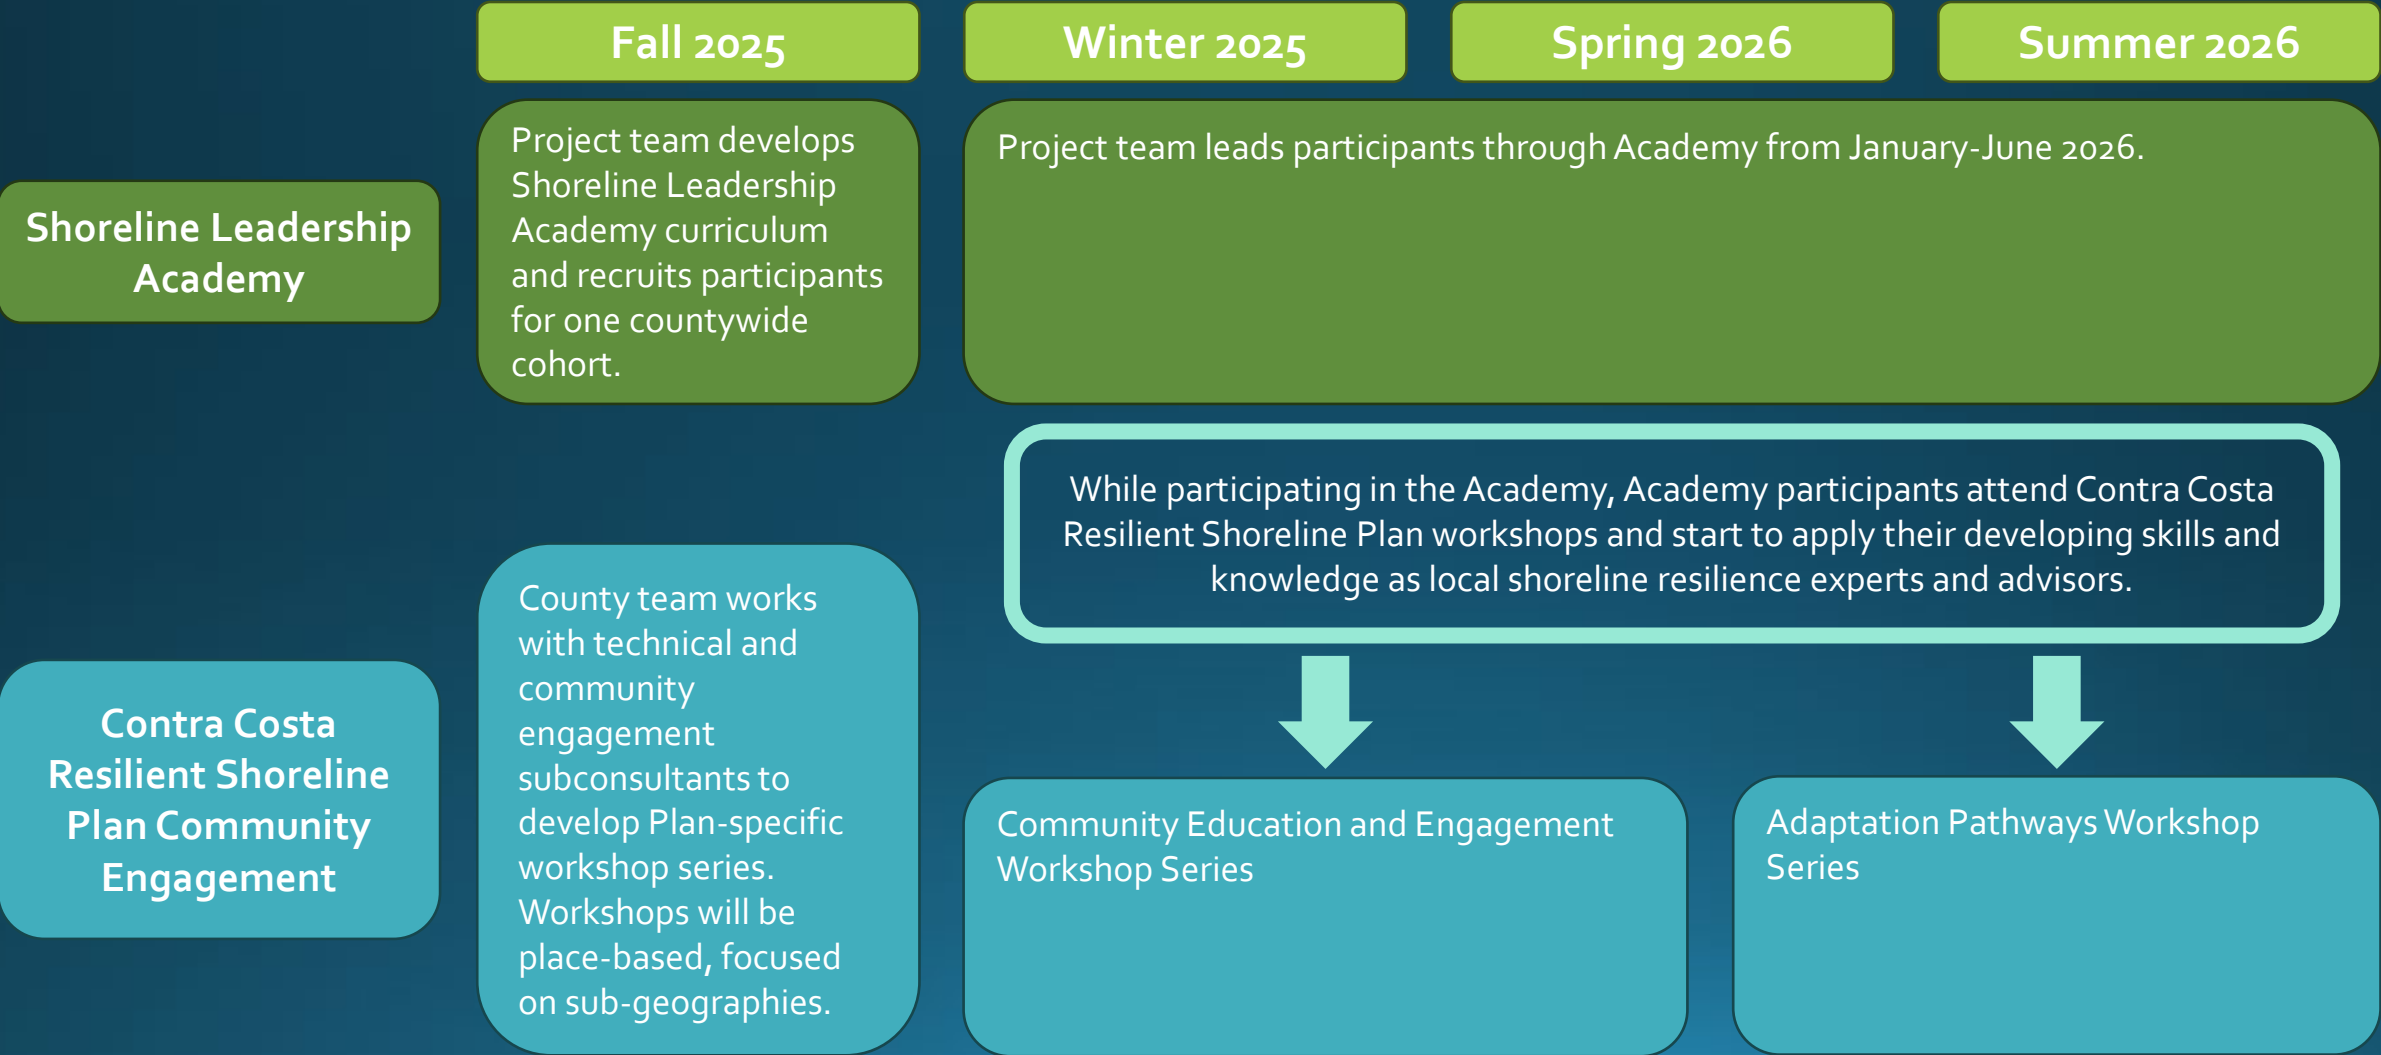 Fall 2025
Winter 2025
Spring 2026
Summer 2026
Shoreline Leadership
Academy
Project team develops
Shoreline Leadership
Academy curriculum
and recruits participants
for one countywide
cohort.
Project team leads participants through Academy from January-June 2026.
While participating in the Academy, Academy participants attend Contra Costa
Resilient Shoreline Plan workshops and start to apply their developing skills and
knowledge as local shoreline resilience experts and advisors.
Contra Costa
Resilient Shoreline
Plan Community
Engagement
County team works
with technical and
community
engagement
subconsultants to
develop Plan-specific
workshop series.
Workshops will be
place-based, focused
on sub-geographies.
Community Education and Engagement
Workshop Series
Adaptation Pathways Workshop
Series